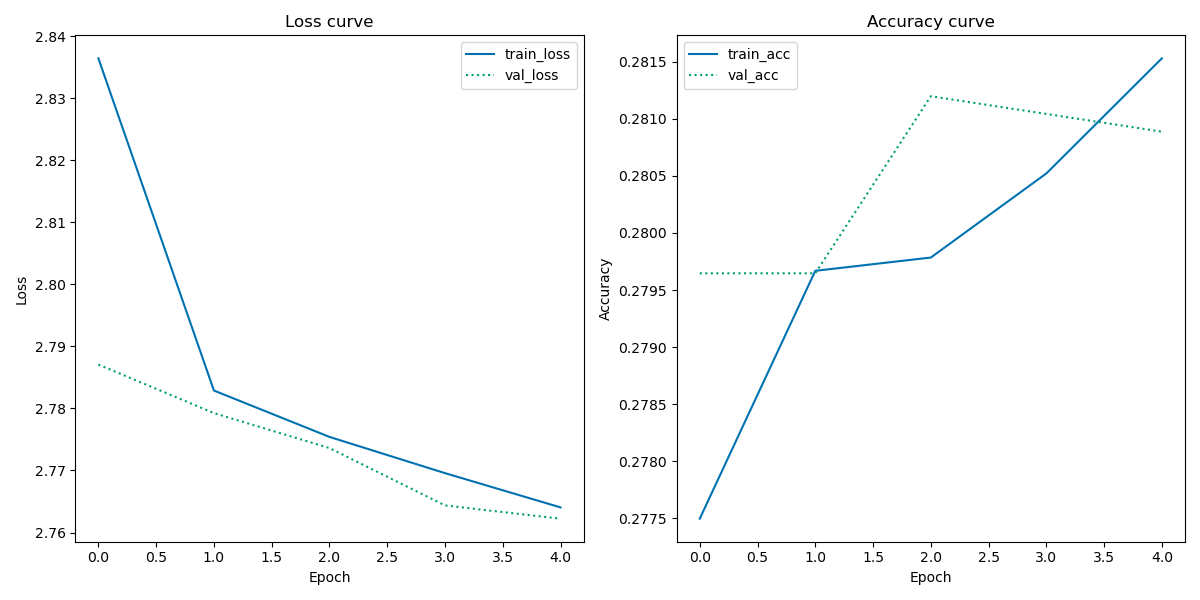 Loss curve
2.84
2.83
2.82
2.81
2.80
2.79
2.78
2.77
2.76
Loss
train_loss
val_loss
0.0 0.5 1.0 1.5 2.0 2.5 3.0 3.5 4.0
Epoch
Accuracy curve
0.2815
0.2810
0.2805
0.2800
0.2795
0.2790
0.2785
0.2780
0.2775
Accuracy
train_acc
val_acc
0.0 0.5 1.0 1.5 2.0 2.5 3.0 3.5 4.0
Epoch